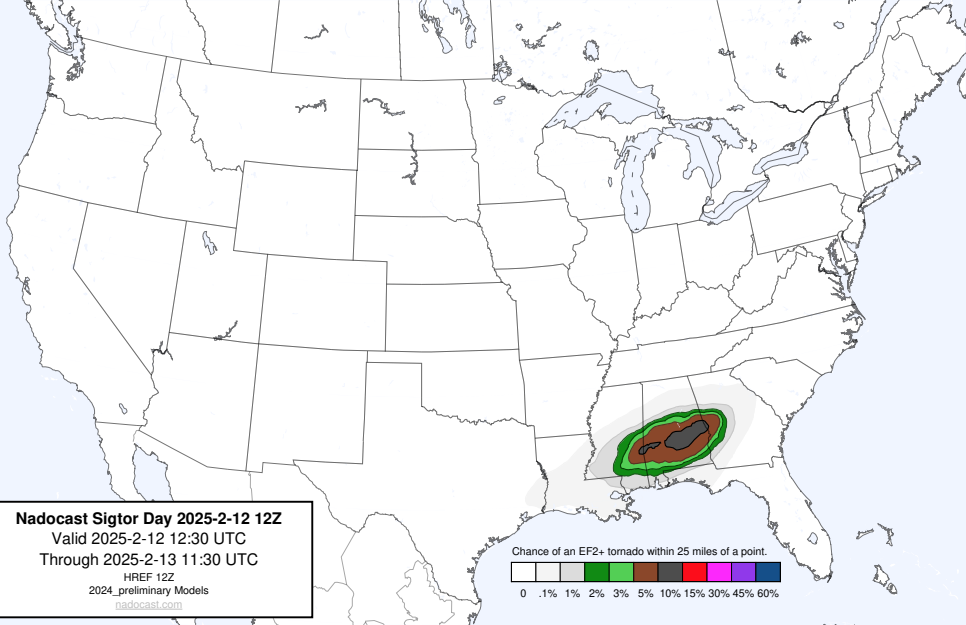 Nadocast Sigtor Day 2025-2-12 12Z
Valid 2025-2-12 12:30 UTC
Through 2025-2-13 11:30 UTC
HREF 12Z
2024_preliminary Models
nadocast.com
Chance of an EF2+ tornado within 25 miles of a point.
0 .1% 1% 2% 3% 5% 10% 15% 30% 45% 60%